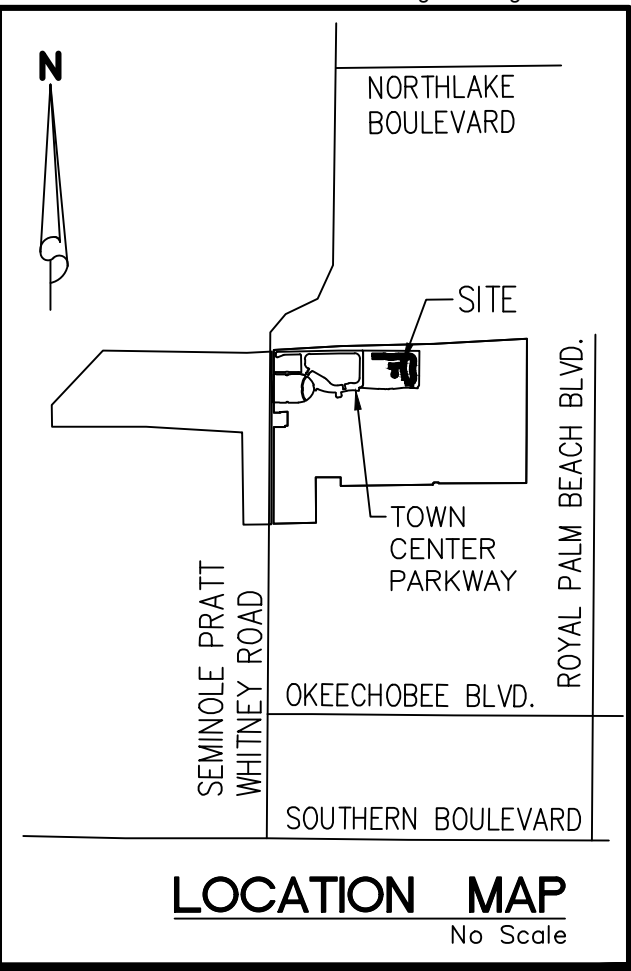 N
NORTHLAKE
BOULEVARD
SITE
ROYAL PALM BEACH BLVD.
TOWN
CENTER
PARKWAY
SEMINOLE PRATT
WHITNEY ROAD
OKEECHOBEE BLVD.
SOUTHERN BOULEVARD
LOCATION MAP
No Scale